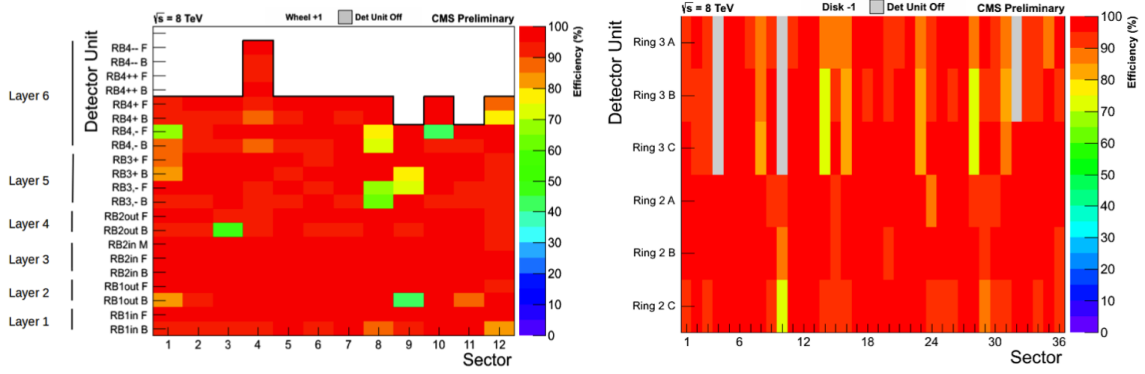 √s = 8 TeV Wheel +1 Det Unit Off CMS Preliminary
Detector Unit
Layer 6
Layer 5
Layer 4
Layer 3
Layer 2
Layer 1
RB4-- F
RB4-- B
RB4++ F
RB4++ B
RB4+ F
RB4+ B
RB4,- F
RB4,- B
RB3+ F
RB3+ B
RB3,- F
RB3,- B
RB2out F
RB2out B
RB2in M
RB2in F
RB2in B
RB1out F
RB1out B
RB1in F
RB1in B
1 2 3 4 5 6 7 8 9 10 11 12
Sector
100
90
80
70
60
50
40
30
20
10
0
Efficiency (%)
√s = 8 TeV Disk -1 Det Unit Off CMS Preliminary
Detector Unit
Ring 3 A
Ring 3 B
Ring 3 C
Ring 2 A
Ring 2 B
Ring 2 C
1 6 12 18 24 30 36
Sector
100
90
80
70
60
50
40
30
20
10
0
Efficiency (%)